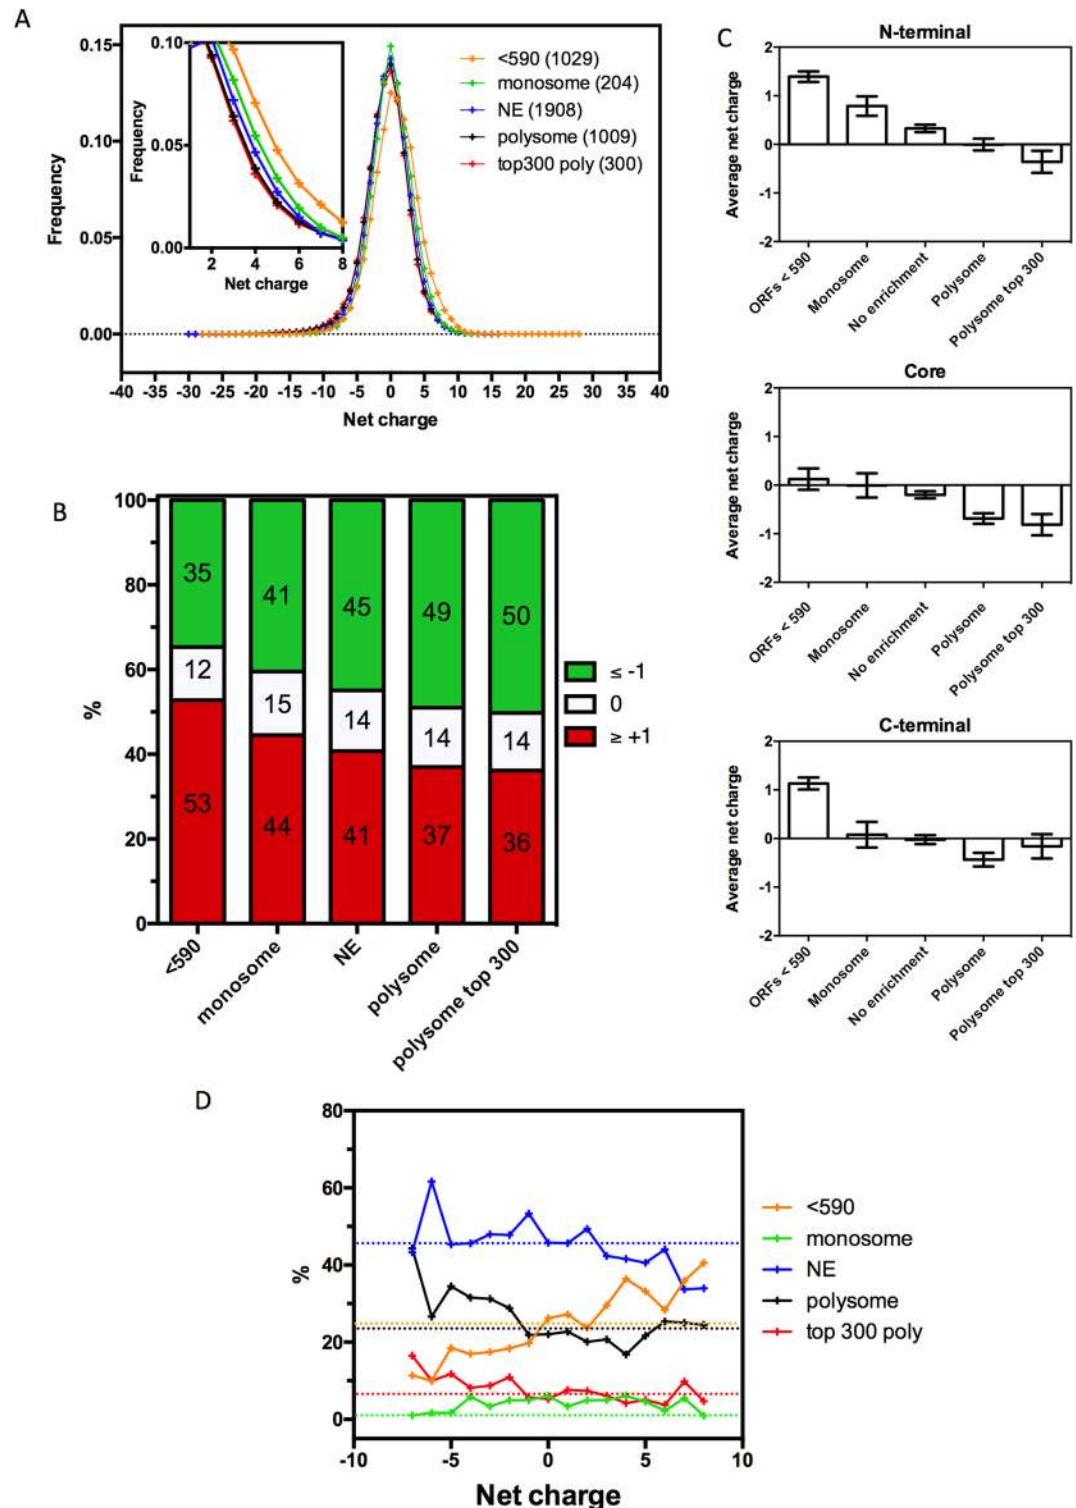 A
0.15
0.10
0.05
0.00
Frequency
0.10
0.05
0.00
Frequency
2 4 6 8
Net charge
<590 (1029)
monosome (204)
NE (1908)
polysome (1009)
top300 poly (300)
-40 -35 -30 -25 -20 -15 -10 -5 0 5 10 15 20 25 30 35 40
Net charge
B
100
80
60
40
20
0
%
35 41 45 49 50
12 15 14 14 14
53 44 41 37 36
≤ -1
0
≥ +1
<590
monosome
NE
polysome
polysome top 300
C
N-terminal
2
1
0
-1
-2
Average net charge
ORFs < 590
Monosome
No enrichment
Polysome
Polysome top 300
Core
2
1
0
-1
-2
Average net charge
ORFs < 590
Monosome
No enrichment
Polysome
Polysome top 300
C-terminal
2
1
0
-1
-2
Average net charge
ORFs < 590
Monosome
No enrichment
Polysome
Polysome top 300
D
80
60
40
20
0
%
-10 -5 0 5 10
Net charge
<590
monosome
NE
polysome
top 300 poly